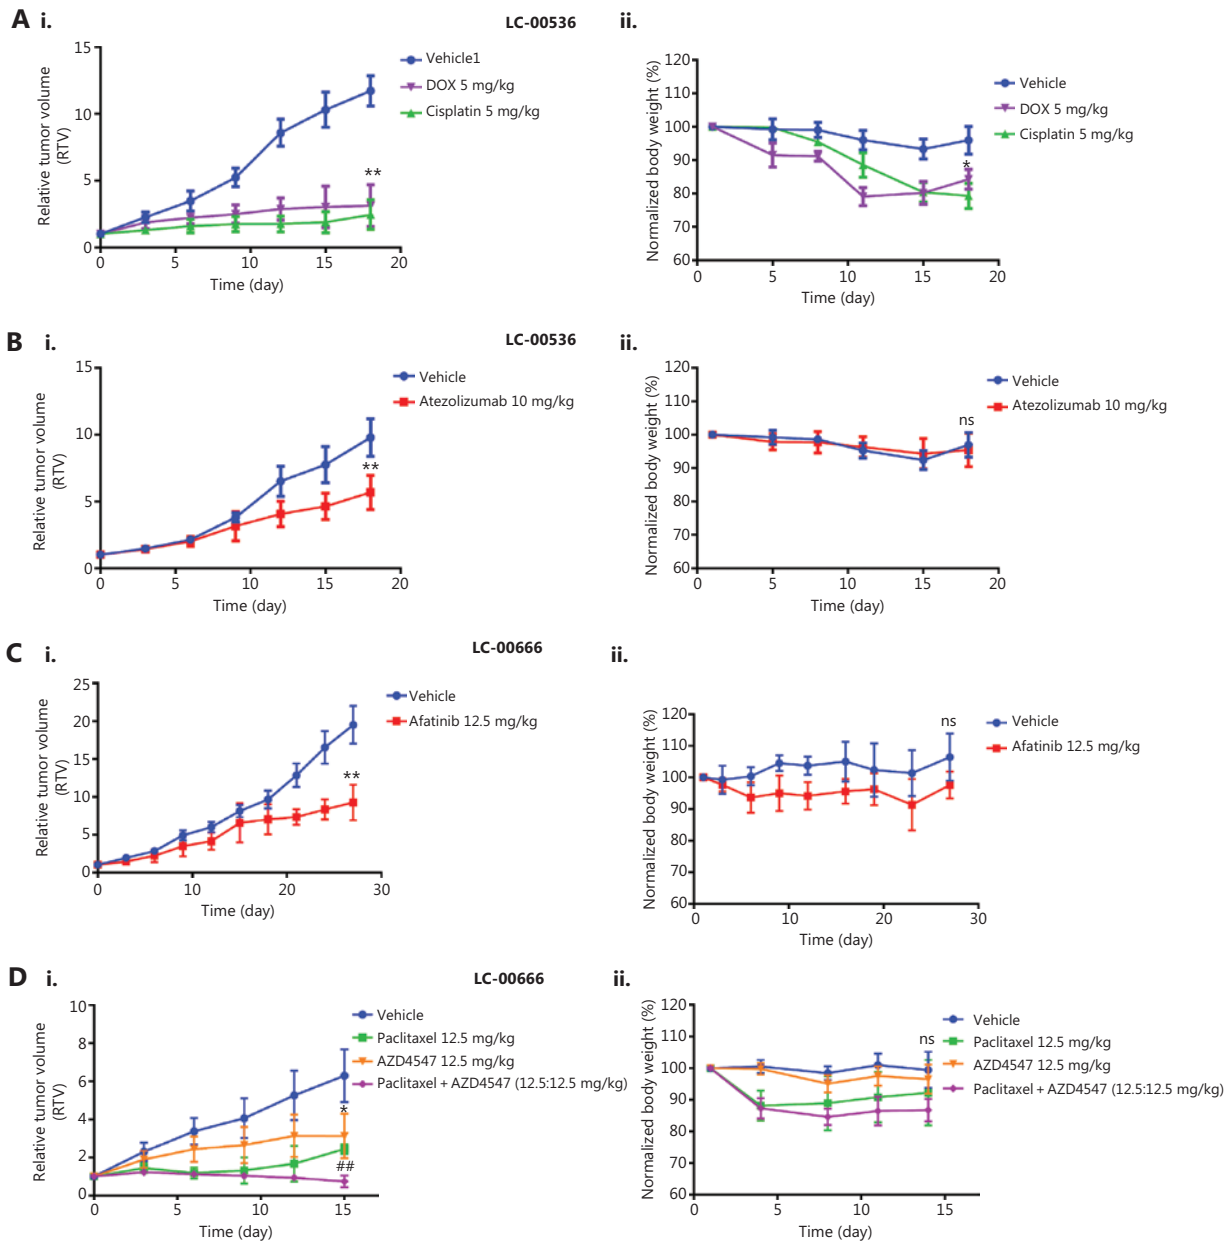 A i. LC-00536 ii.
Relative tumor volume
(RTV)
15
10
5
0
0 5 10 15 20
Time (day)
Vehicle1
DOX 5 mg/kg
Cisplatin 5 mg/kg
**
Normalized body weight (%)
120
110
100
90
80
70
60
0 5 10 15 20
Time (day)
Vehicle
DOX 5 mg/kg
Cisplatin 5 mg/kg
*
B i. LC-00536 ii.
Relative tumor volume
(RTV)
15
10
5
0
0 5 10 15 20
Time (day)
Vehicle
Atezolizumab 10 mg/kg
**
Normalized body weight (%)
120
110
100
90
80
70
60
0 5 10 15 20
Time (day)
Vehicle
Atezolizumab 10 mg/kg
ns
C i. LC-00666 ii.
Relative tumor volume
(RTV)
25
20
15
10
5
0
0 10 20 30
Time (day)
Vehicle
Afatinib 12.5 mg/kg
**
Normalized body weight (%)
120
110
100
90
80
70
60
0 10 20 30
Time (day)
ns
Vehicle
Afatinib 12.5 mg/kg
D i. LC-00666 ii.
Relative tumor volume
(RTV)
10
8
6
4
2
0
0 5 10 15
Time (day)
Vehicle
Paclitaxel 12.5 mg/kg
AZD4547 12.5 mg/kg
Paclitaxel + AZD4547 (12.5:12.5 mg/kg)
*
##
Normalized body weight (%)
120
110
100
90
80
70
60
0 5 10 15
Time (day)
ns
Vehicle
Paclitaxel 12.5 mg/kg
AZD4547 12.5 mg/kg
Paclitaxel + AZD4547 (12.5:12.5 mg/kg)